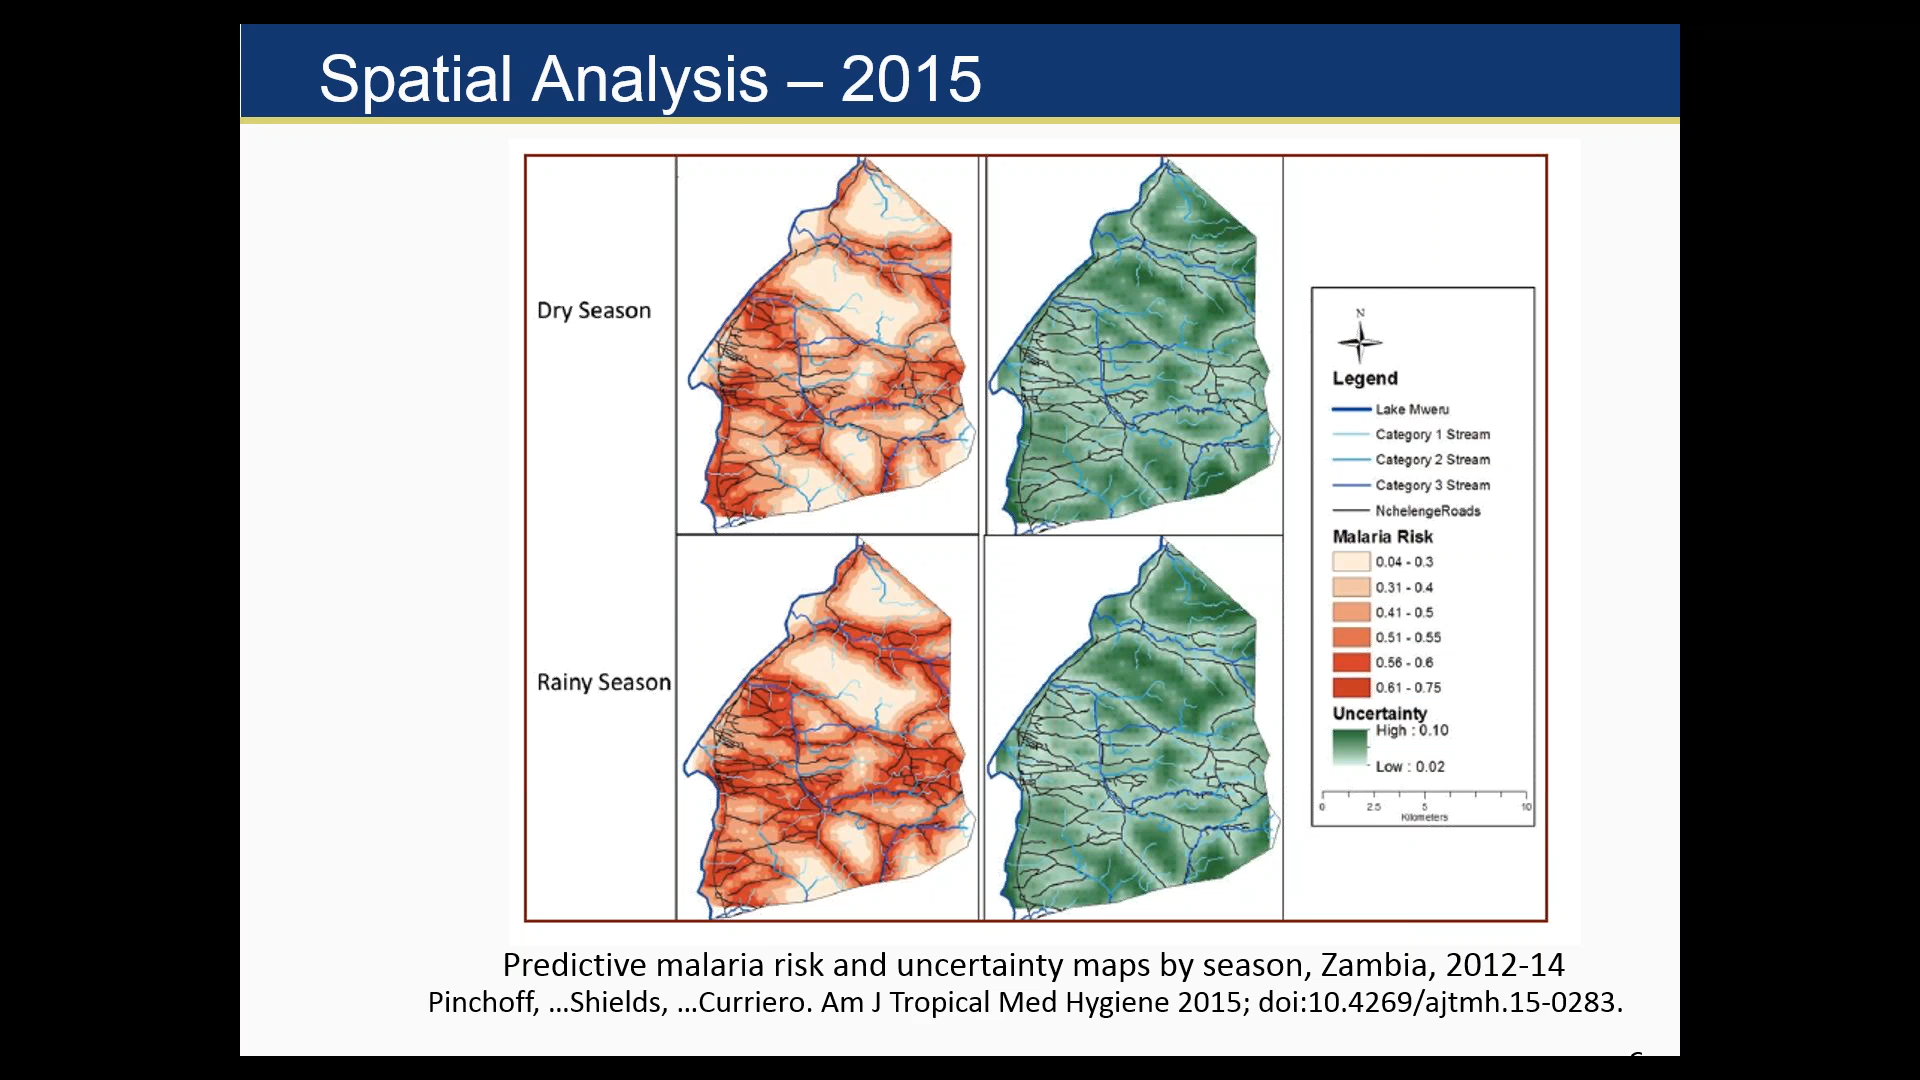 Spatial Analysis – 2015
Dry Season
Rainy Season
N
Legend
Lake Mweru
Category 1 Stream
Category 2 Stream
Category 3 Stream
NchelengeRoads
Malaria Risk
0.04 - 0.3
0.31 - 0.4
0.41 - 0.5
0.51 - 0.55
0.56 - 0.6
0.61 - 0.75
Uncertainty
High : 0.10
Low : 0.02
0 2.5 5 10
Kilometers
Predictive malaria risk and uncertainty maps by season, Zambia, 2012-14
Pinchoff, ...Shields, ...Curriero. Am J Tropical Med Hygiene 2015; doi:10.4269/ajtmh.15-0283.